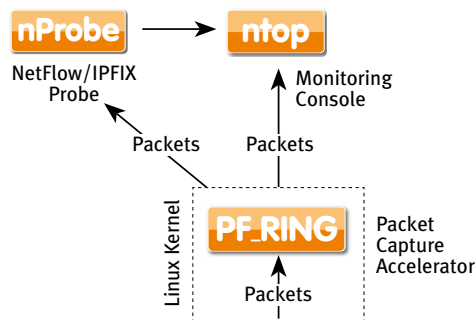 nProbe
ntop
NetFlow/IPFIX
Probe
Monitoring
Console
Packets
Packets
Linux Kernel
PF_RING
Packet
Capture
Accelerator
Packets